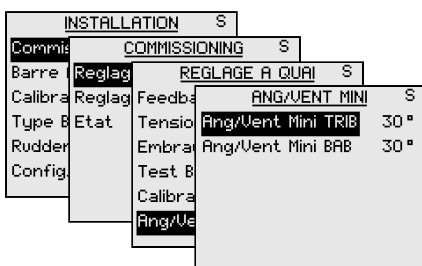 INSTALLATION S
Commis
Barre
Calibra
Type B
Rudder
Config.
COMMISSIONING S
Reglag
Reglag
Etat
REGLAGE A QUAI S
Feedba
Tensio
Embra
Test B
Calibra
Ang/Ve
ANG/VENT MINI S
Ang/Vent Mini TRIB 30°
Ang/Vent Mini BAB 30°